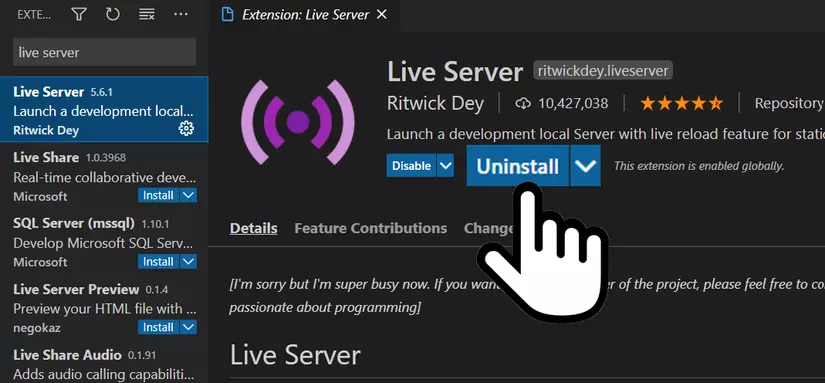 EXTE...
live server
Live Server 5.6.1
Launch a development local...
Ritwick Dey
Live Share 1.0.3968
Real-time collaborative deve...
Microsoft Install
SQL Server (mssql) 1.10.1
Develop Microsoft SQL Serv...
Microsoft Install
Live Server Preview 0.1.4
Preview your HTML file with ...
negokaz Install
Live Share Audio 0.1.91
Adds audio calling capabiliti...
Extension: Live Server
Live Server ritwickdey.liveserver
Ritwick Dey 10,427,038 Repository
Launch a development local Server with live reload feature for static
Disable Uninstall This extension is enabled globally.
Details Feature Contributions Change
[I'm sorry but I'm super busy now. If you want er of the project, please feel free to co
passionate about programming]
Live Server